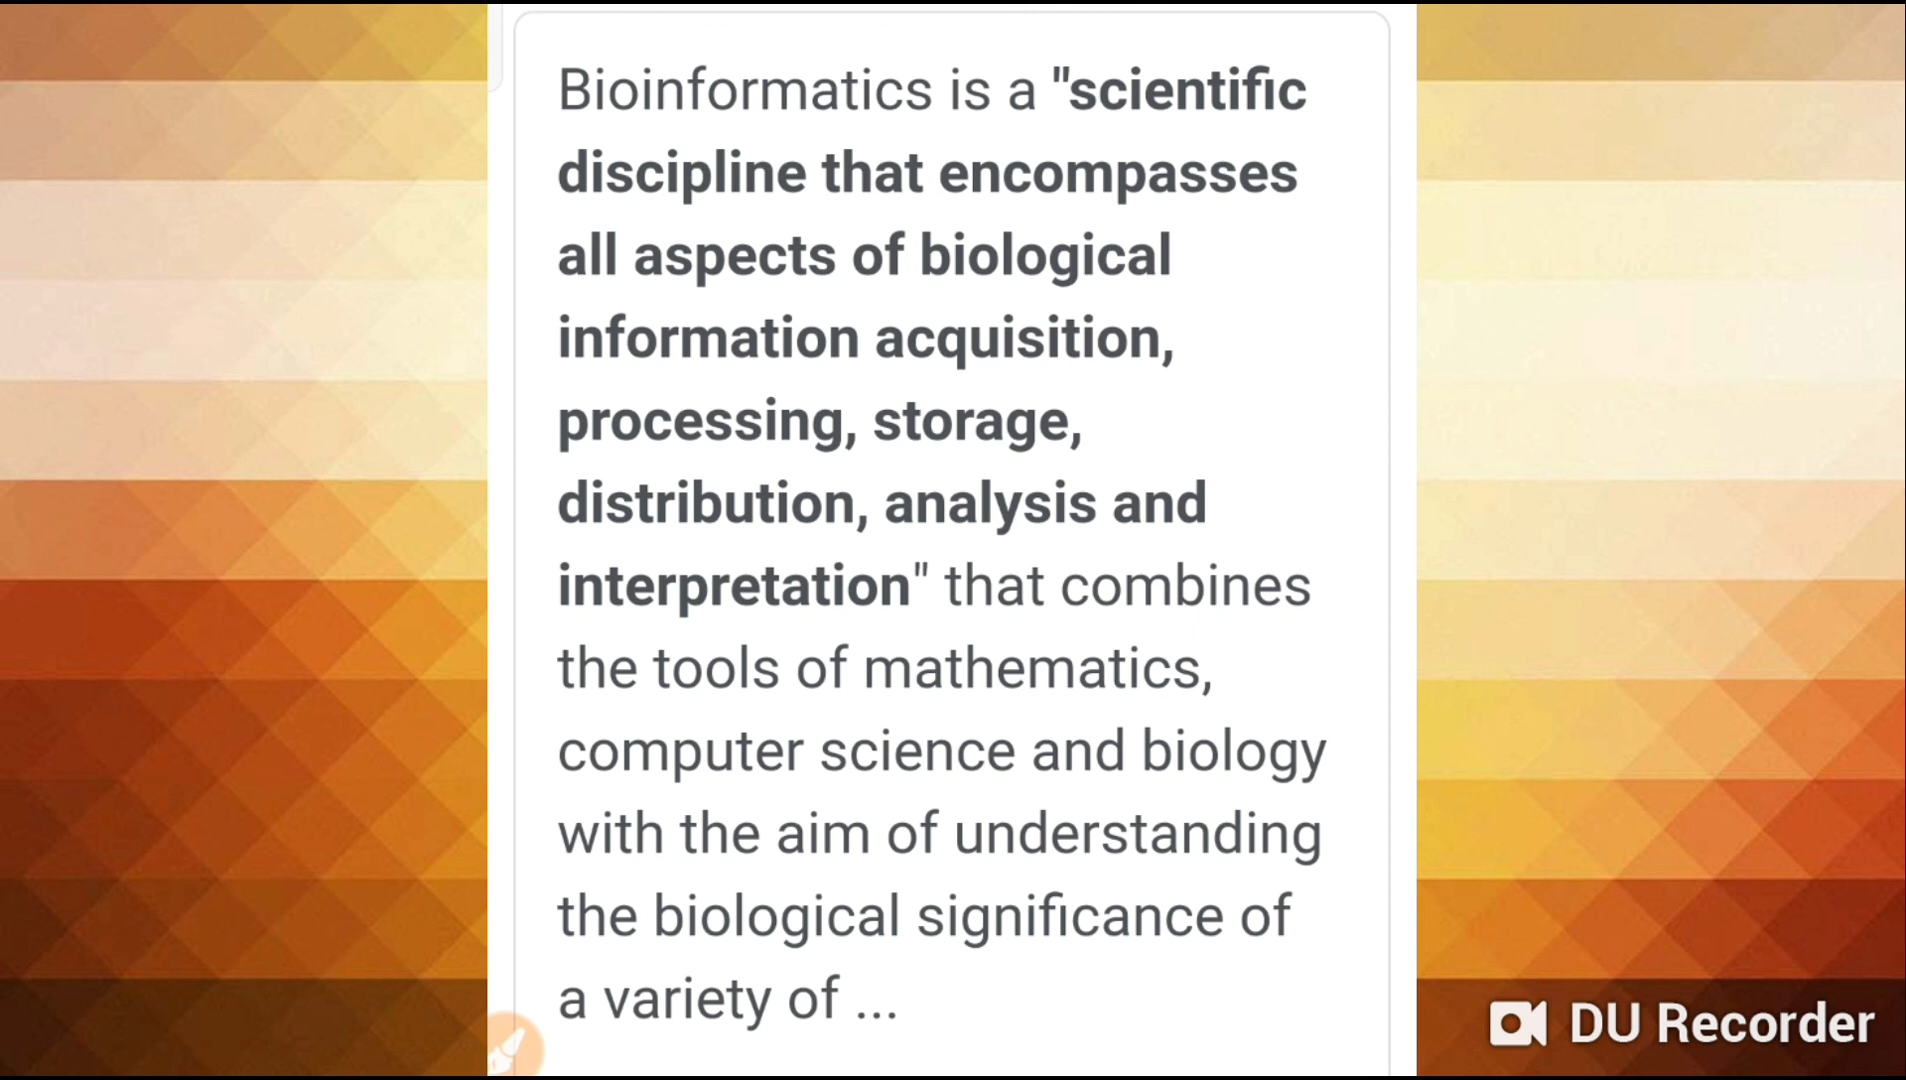 Bioinformatics is a "scientific
discipline that encompasses
all aspects of biological
information acquisition,
processing, storage,
distribution, analysis and
interpretation" that combines
the tools of mathematics,
computer science and biology
with the aim of understanding
the biological significance of
a variety of ...
DU Recorder